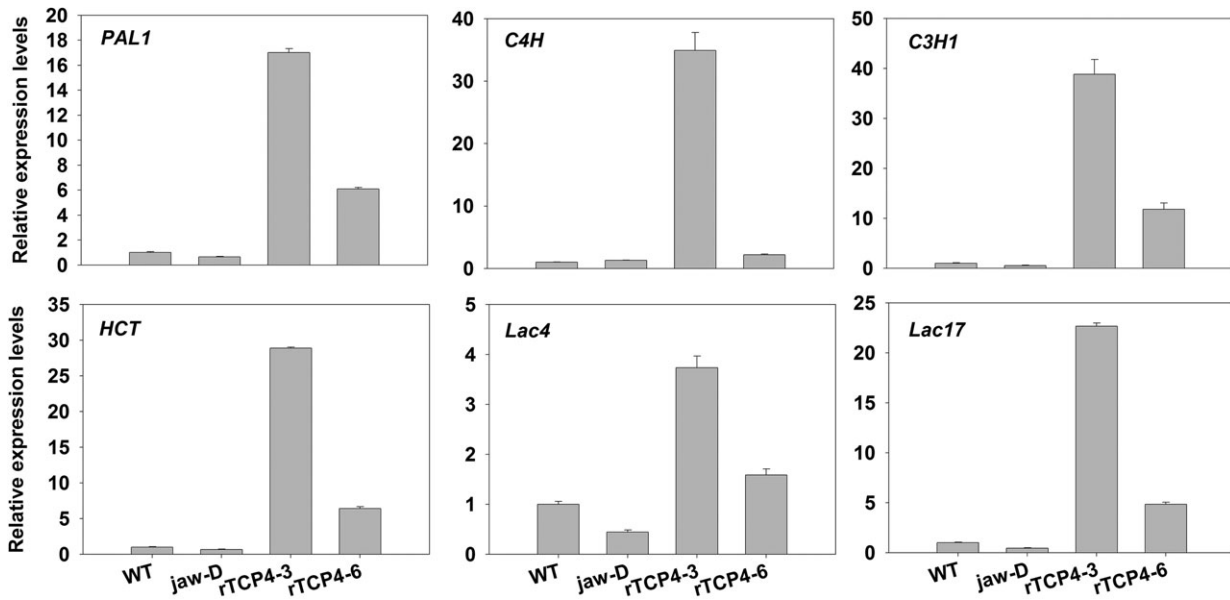 Relative expression levels
PAL1
20
18
16
14
12
10
8
6
4
2
0
C4H
40
30
20
10
0
C3H1
50
40
30
20
10
0
Relative expression levels
HCT
35
30
25
20
15
10
5
0
WT
jaw-D
rTCP4-3
rTCP4-6
Lac4
5
4
3
2
1
0
WT
jaw-D
rTCP4-3
rTCP4-6
Lac17
25
20
15
10
5
0
WT
jaw-D
rTCP4-3
rTCP4-6